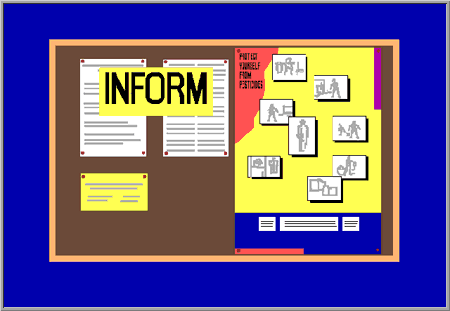 INFORM
PROTECT
YOURSELF
FROM
PESTICIDES